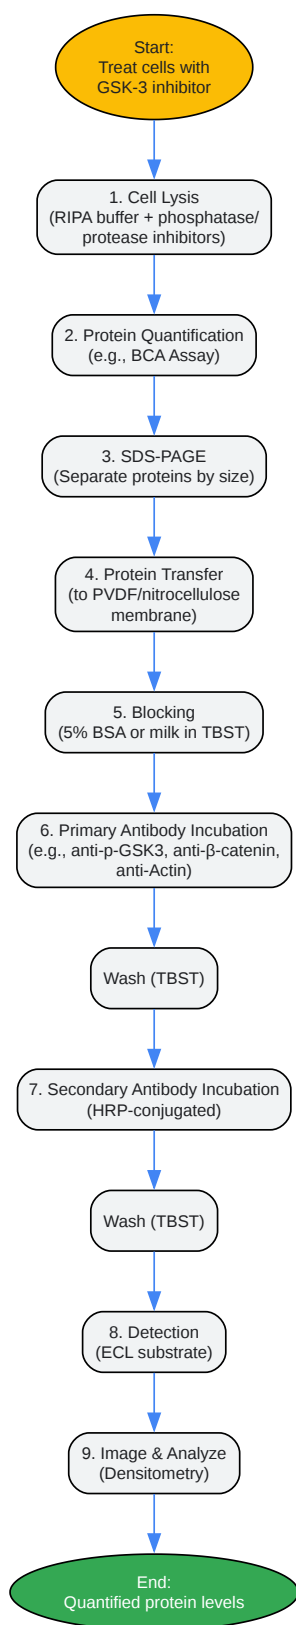 Start:
Treat cells with
GSK-3 inhibitor
1. Cell Lysis
(RIPA buffer + phosphatase/
protease inhibitors)
2. Protein Quantification
(e.g., BCA Assay)
3. SDS-PAGE
(Separate proteins by size)
4. Protein Transfer
(to PVDF/nitrocellulose
membrane)
5. Blocking
(5% BSA or milk in TBST)
6. Primary Antibody Incubation
(e.g., anti-p-GSK3, anti-β-catenin,
anti-Actin)
Wash (TBST)
7. Secondary Antibody Incubation
(HRP-conjugated)
Wash (TBST)
8. Detection
(ECL substrate)
9. Image & Analyze
(Densitometry)
End:
Quantified protein levels